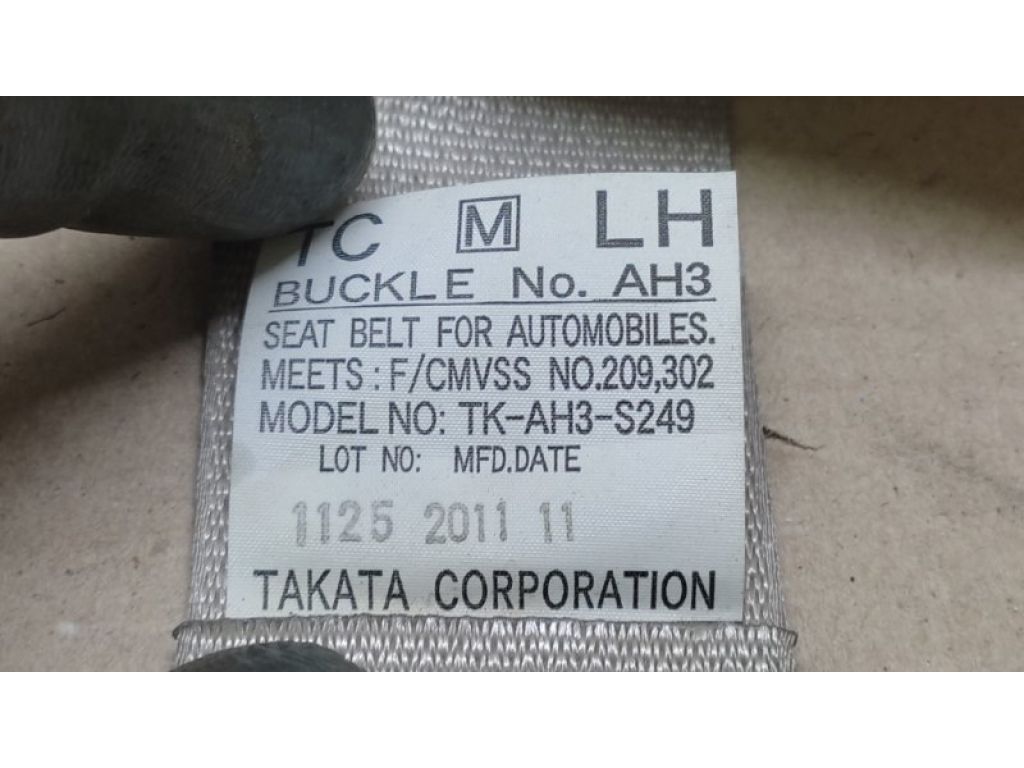 TC M LH
BUCKLE No. AH3
SEAT BELT FOR AUTOMOBILES.
MEETS: F/CMVSS NO.209,302
MODEL NO: TK-AH3-S249
LOT NO: MFD.DATE
1125 2011 11
TAKATA CORPORATION